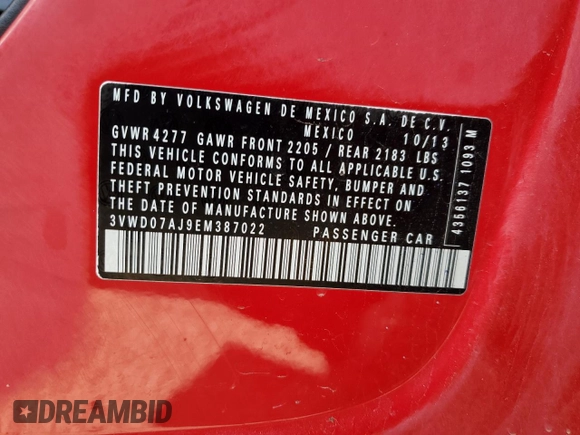 MFD BY VOLKSWAGEN DE MEXICO S.A. DE C.V.
MEXICO 10/13
GVWR 4277 GAWR FRONT 2205 / REAR 2183 LBS
THIS VEHICLE CONFORMS TO ALL APPLICABLE U.S.
FEDERAL MOTOR VEHICLE SAFETY, BUMPER AND
THEFT PREVENTION STANDARDS IN EFFECT ON
THE DATE OF MANUFACTURE SHOWN ABOVE.
3VWD07AJ9EM387022 PASSENGER CAR
4356137 1093 M
DREAMBID